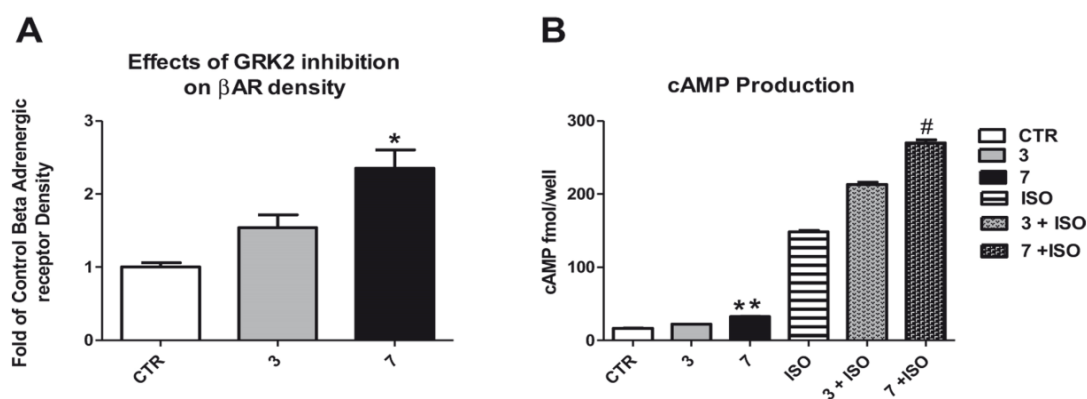 A
Effects of GRK2 inhibition
on βAR density
Fold of Control Beta Adrenergic
receptor Density
3
2
1
0
*
CTR
3
7
B
cAMP Production
cAMP fmol/well
300
200
100
0
**
#
CTR
3
7
ISO
3 + ISO
7 +ISO
CTR
3
7
ISO
3 + ISO
7 +ISO